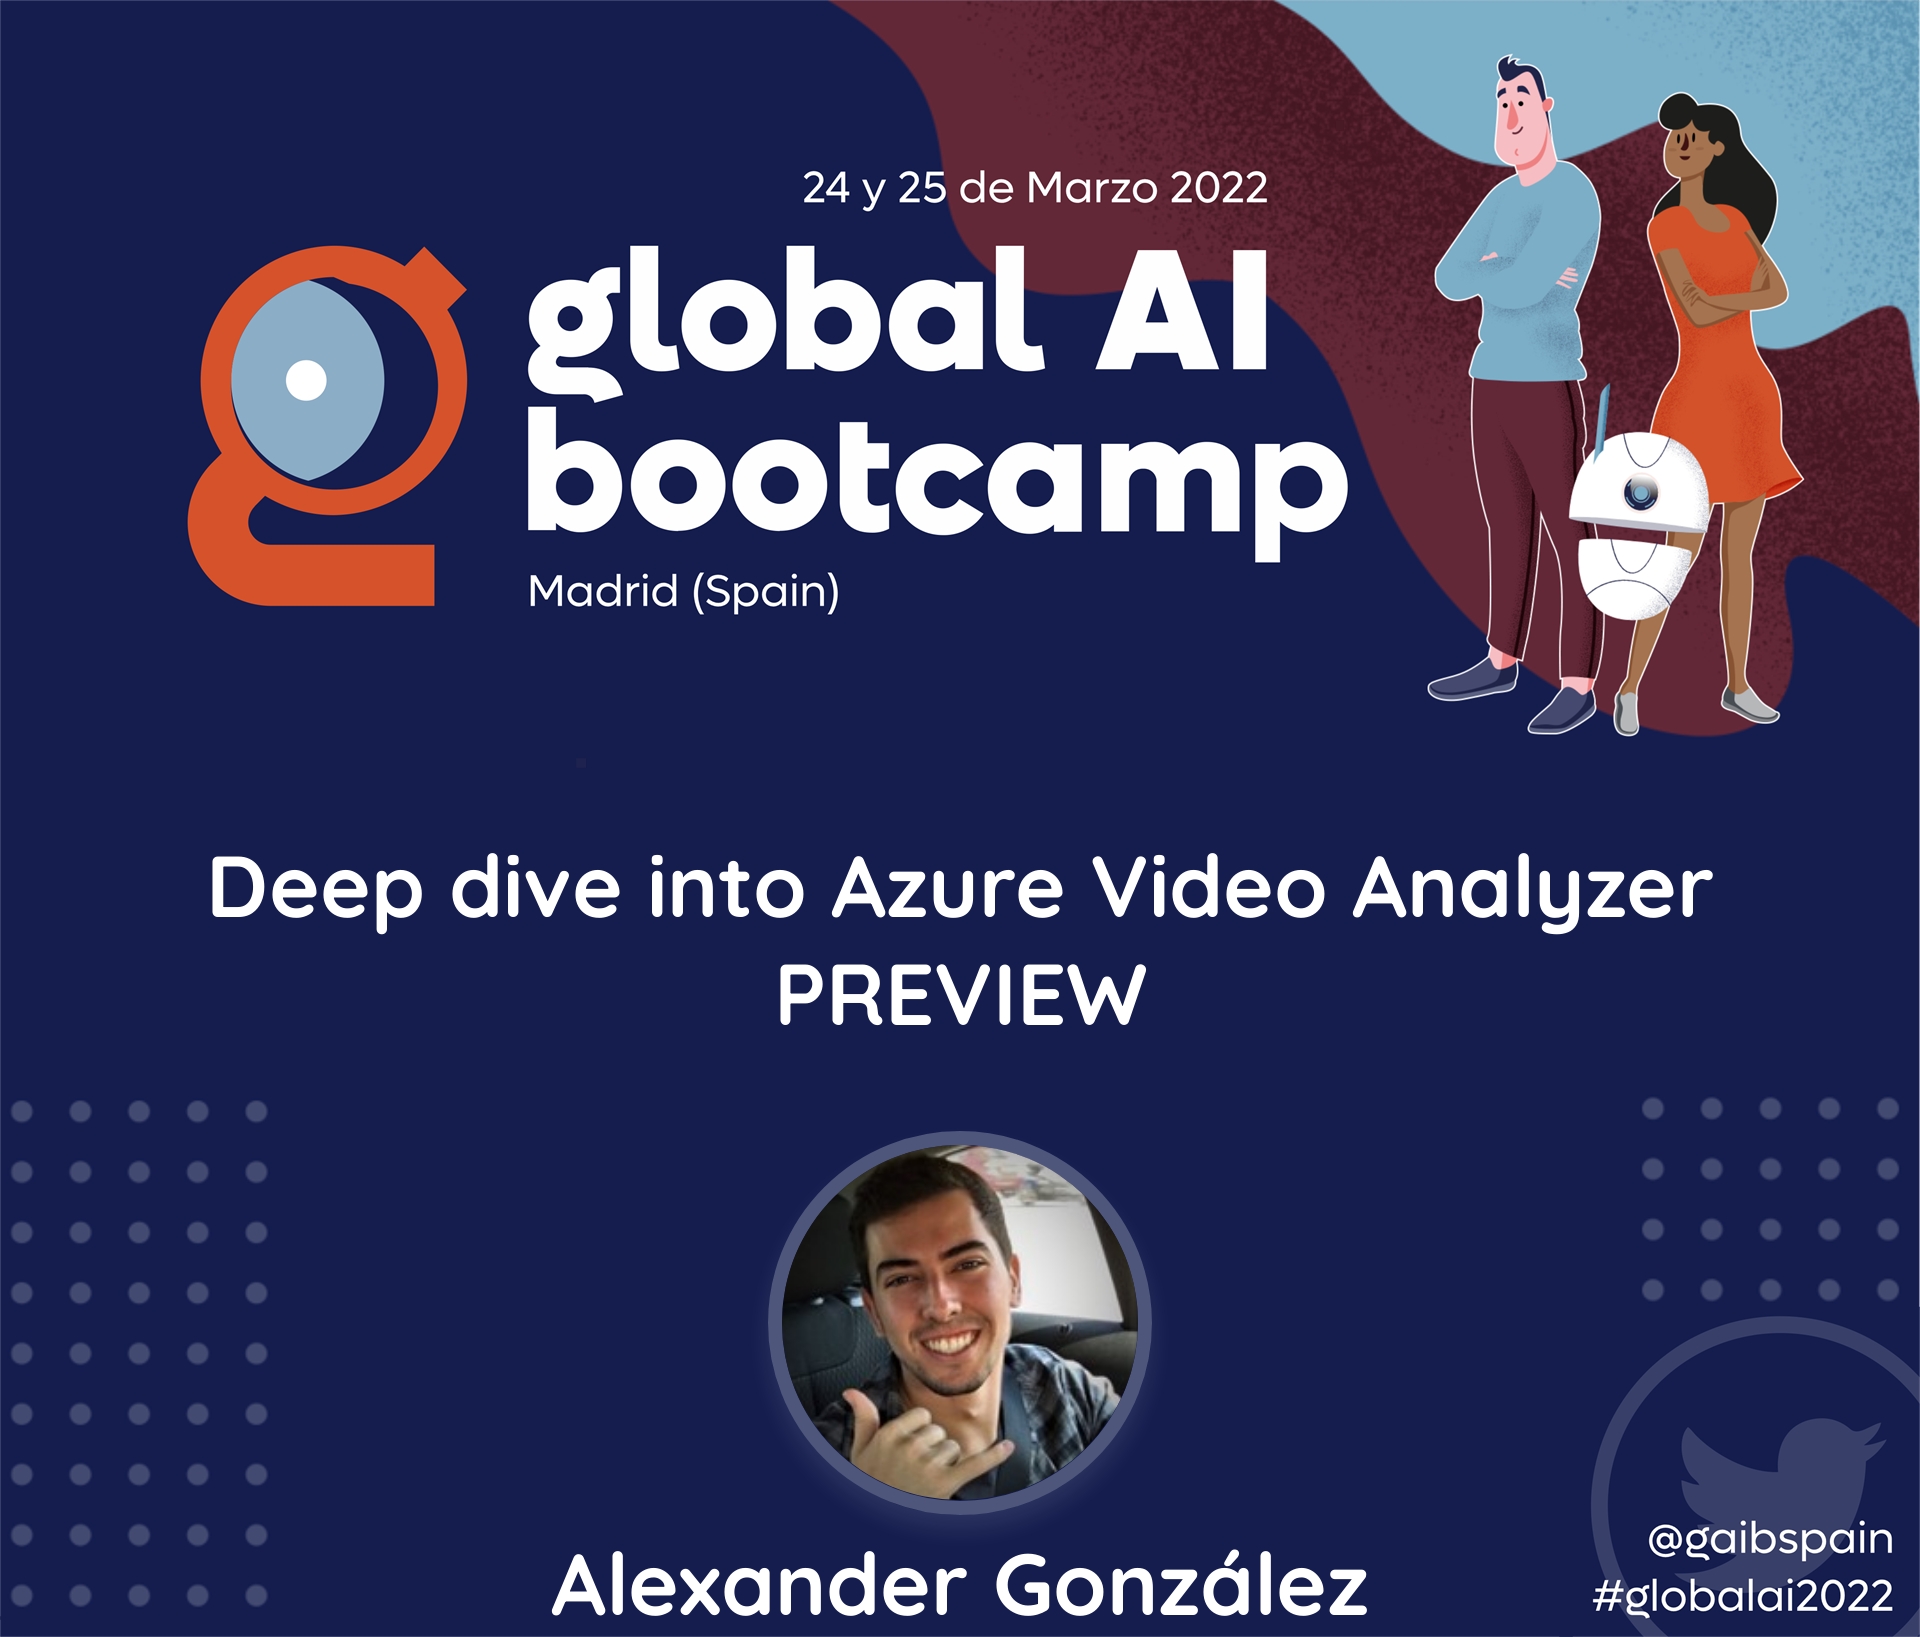 24 y 25 de Marzo 2022
global AI
bootcamp
Madrid (Spain)
Deep dive into Azure Video Analyzer
PREVIEW
Alexander González
@gaibspain
#globalai2022